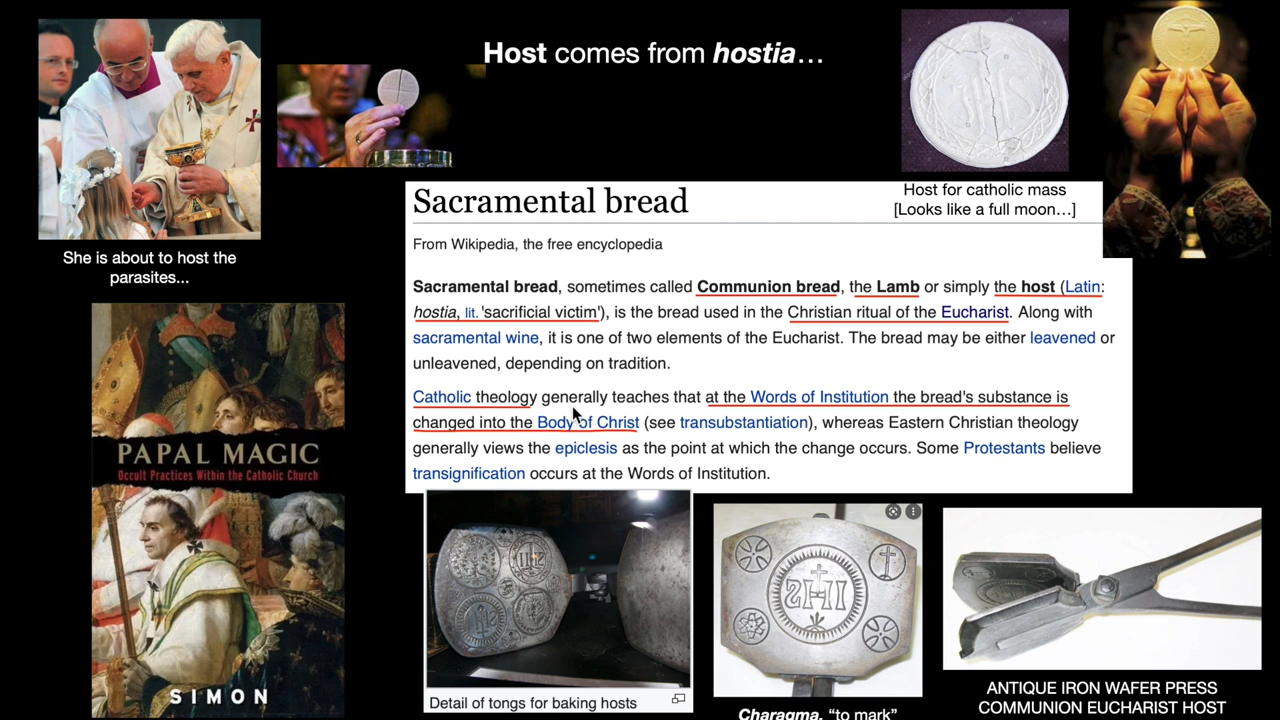 Host comes from hostia…
Host for catholic mass
[Looks like a full moon…]
She is about to host the
parasites...
Sacramental bread
From Wikipedia, the free encyclopedia
Sacramental bread, sometimes called Communion bread, the Lamb or simply the host (Latin:
hostia, lit. 'sacrificial victim'), is the bread used in the Christian ritual of the Eucharist. Along with
sacramental wine, it is one of two elements of the Eucharist. The bread may be either leavened or
unleavened, depending on tradition.
Catholic theology generally teaches that at the Words of Institution the bread's substance is
changed into the Body of Christ (see transubstantiation), whereas Eastern Christian theology
generally views the epiclesis as the point at which the change occurs. Some Protestants believe
transignification occurs at the Words of Institution.
PAPAL MAGIC
Occult Practices Within the Catholic Church
SIMON
IHS
Detail of tongs for baking hosts
IHS
Charagma, “to mark”
ANTIQUE IRON WAFER PRESS
COMMUNION EUCHARIST HOST